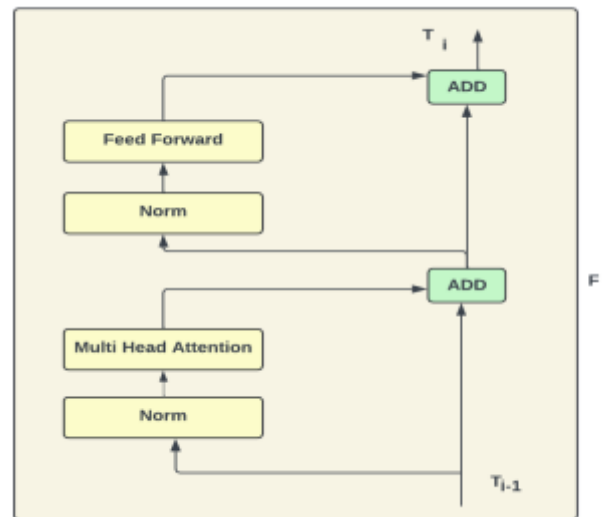 T i
ADD
Feed Forward
Norm
ADD
F
Multi Head Attention
Norm
Ti-1